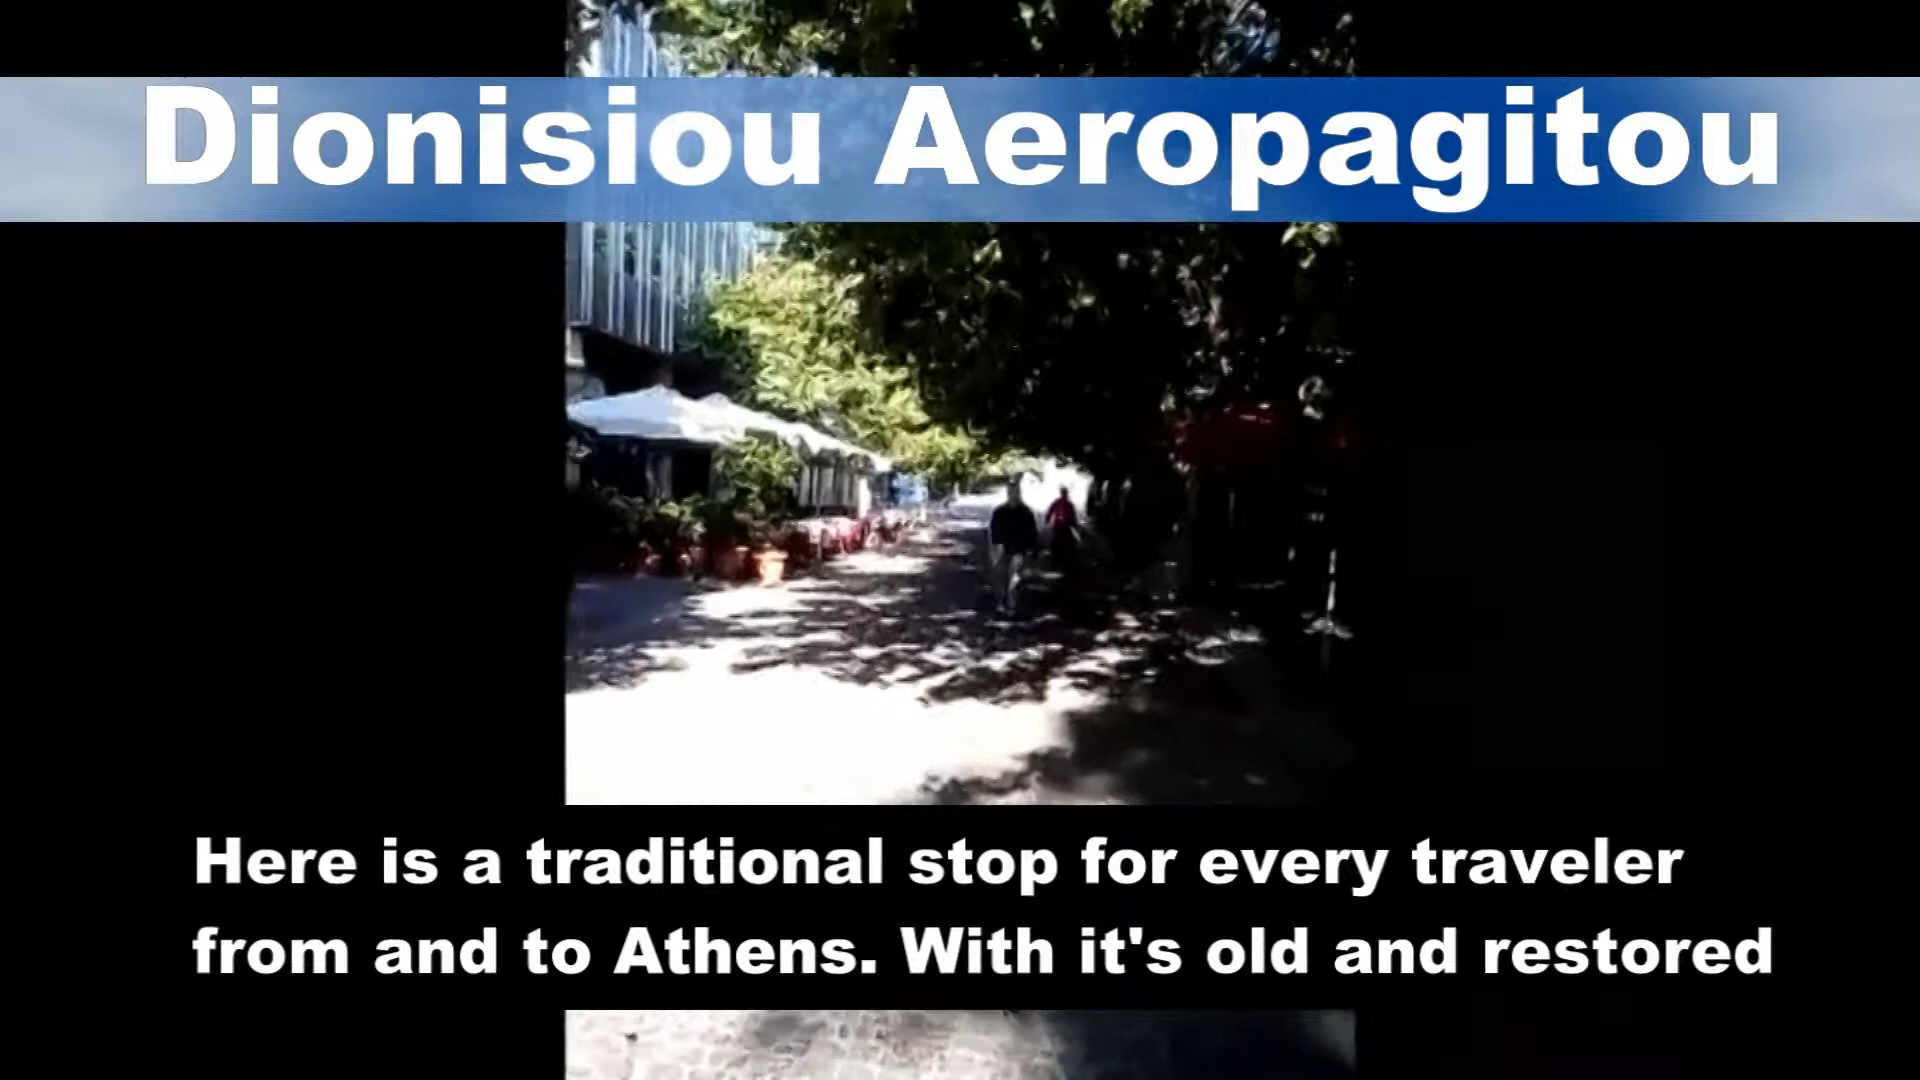 Dionisiou Aeropagitou
Here is a traditional stop for every traveler
from and to Athens. With it's old and restored